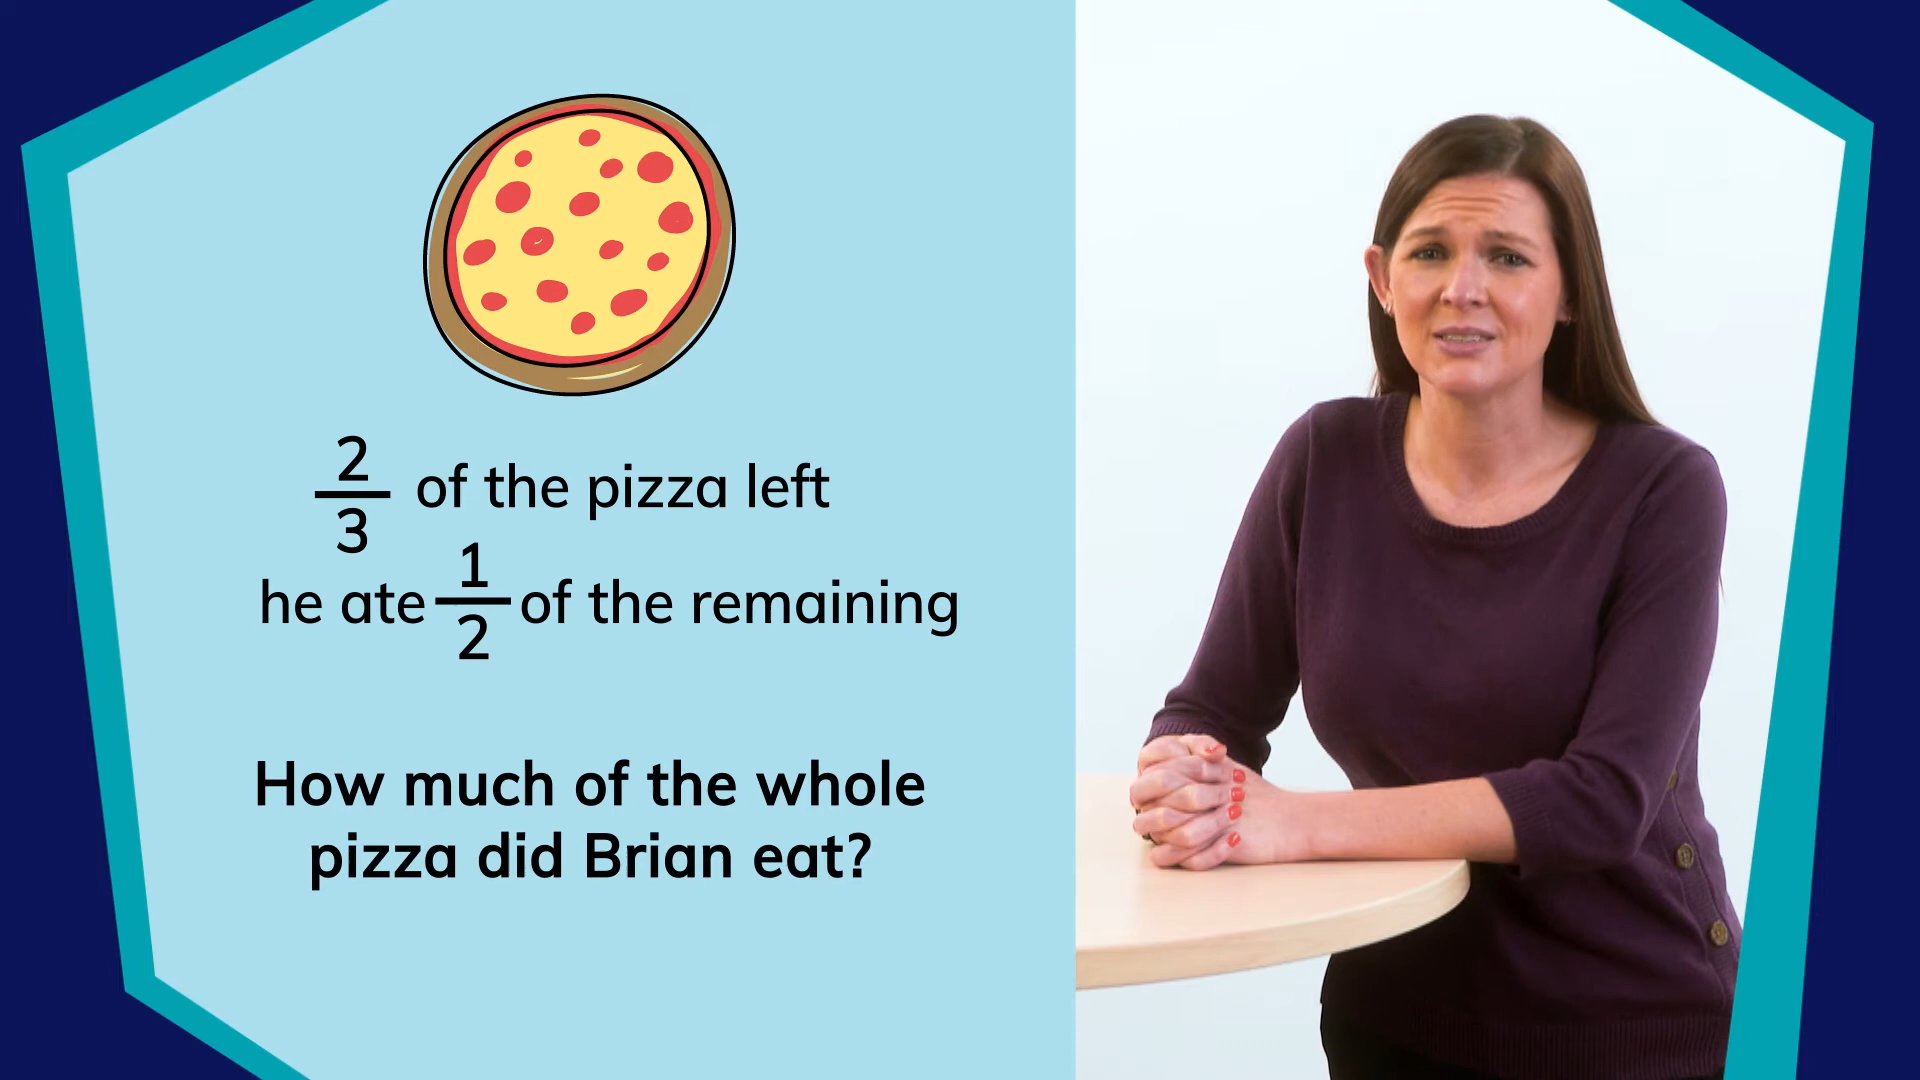 2/3 of the pizza left
he ate 1/2 of the remaining
How much of the whole
pizza did Brian eat?